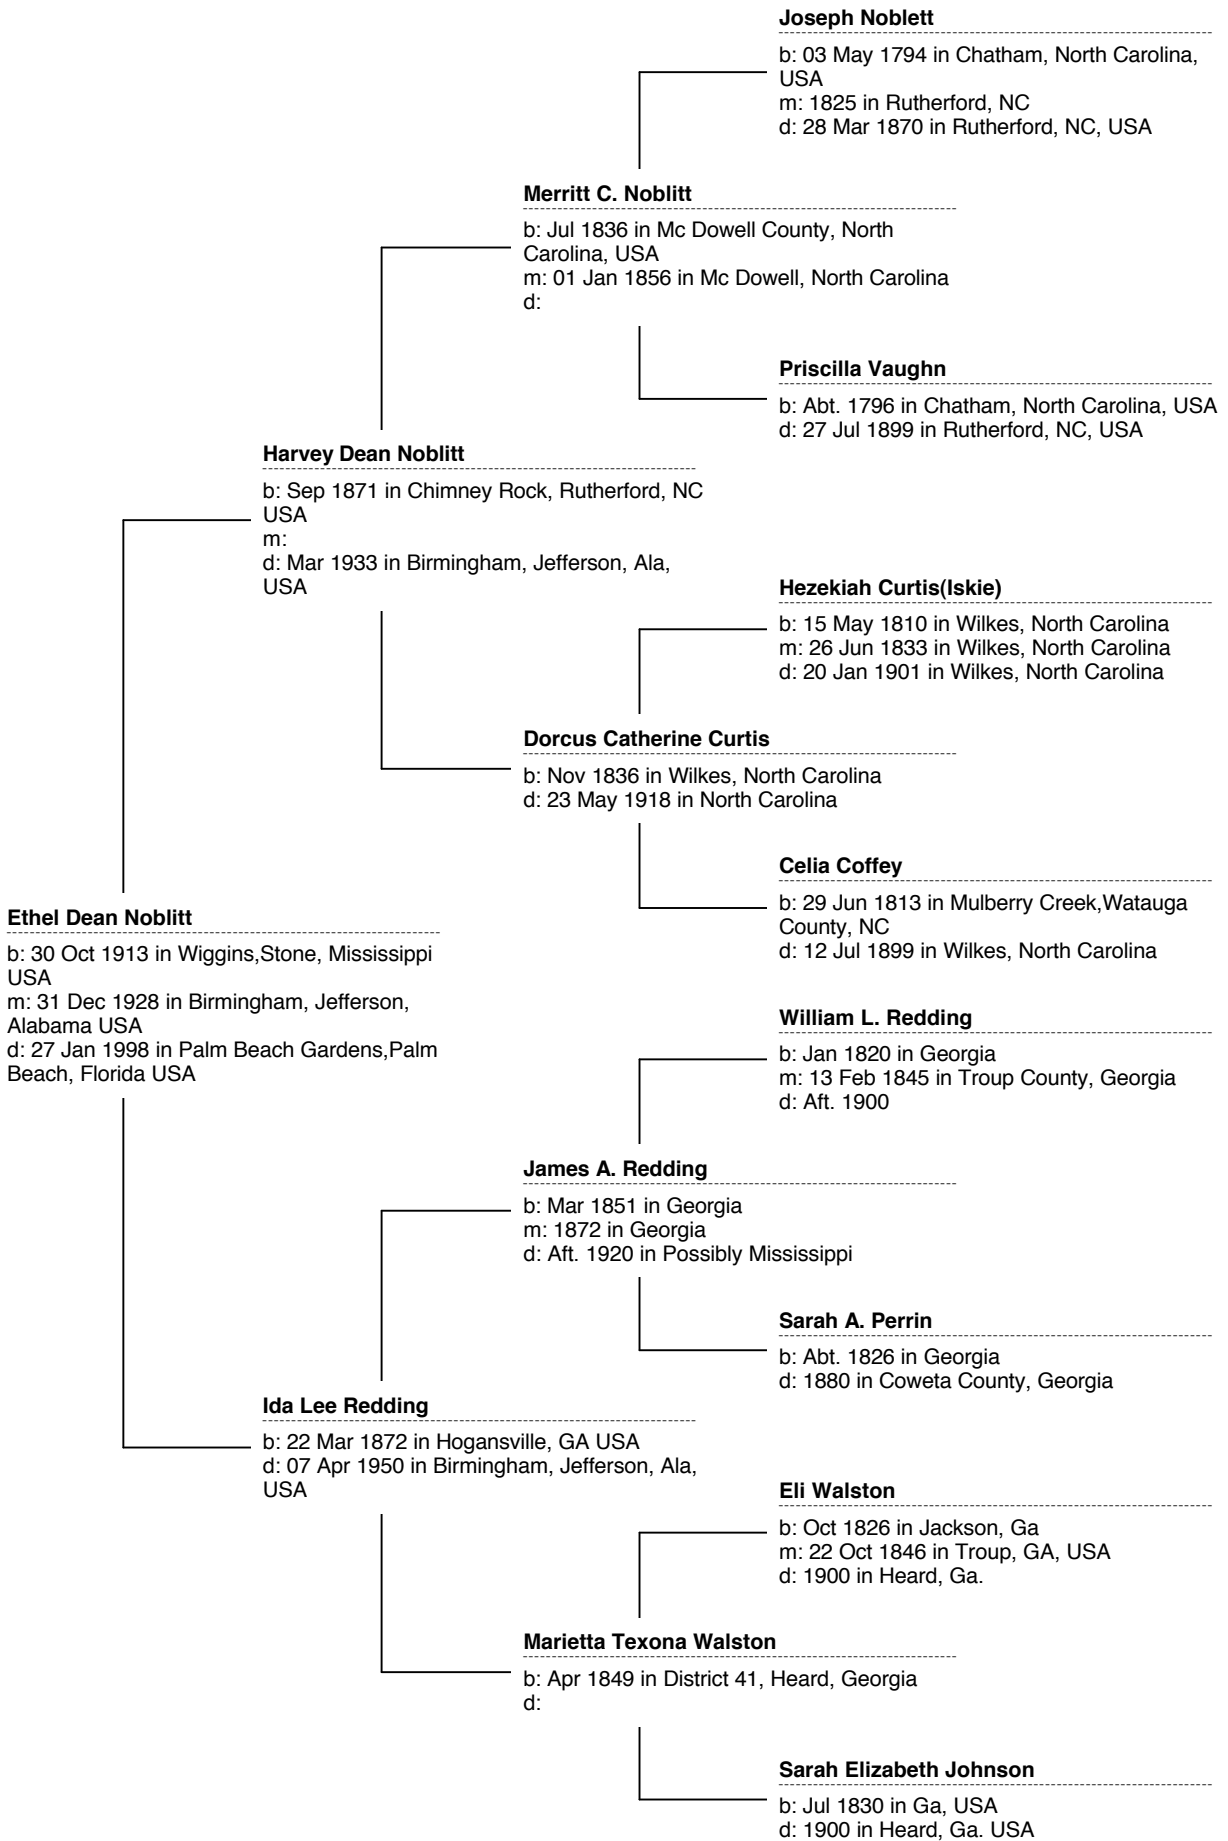 Joseph Noblett
b: 03 May 1794 in Chatham, North Carolina,
USA
m: 1825 in Rutherford, NC
d: 28 Mar 1870 in Rutherford, NC, USA
Merritt C. Noblitt
b: Jul 1836 in Mc Dowell County, North
Carolina, USA
m: 01 Jan 1856 in Mc Dowell, North Carolina
d:
Priscilla Vaughn
b: Abt. 1796 in Chatham, North Carolina, USA
d: 27 Jul 1899 in Rutherford, NC, USA
Harvey Dean Noblitt
b: Sep 1871 in Chimney Rock, Rutherford, NC
USA
m:
d: Mar 1933 in Birmingham, Jefferson, Ala,
USA
Hezekiah Curtis(Iskie)
b: 15 May 1810 in Wilkes, North Carolina
m: 26 Jun 1833 in Wilkes, North Carolina
d: 20 Jan 1901 in Wilkes, North Carolina
Dorcus Catherine Curtis
b: Nov 1836 in Wilkes, North Carolina
d: 23 May 1918 in North Carolina
Celia Coffey
b: 29 Jun 1813 in Mulberry Creek,Watauga
County, NC
d: 12 Jul 1899 in Wilkes, North Carolina
Ethel Dean Noblitt
b: 30 Oct 1913 in Wiggins,Stone, Mississippi
USA
m: 31 Dec 1928 in Birmingham, Jefferson,
Alabama USA
d: 27 Jan 1998 in Palm Beach Gardens,Palm
Beach, Florida USA
William L. Redding
b: Jan 1820 in Georgia
m: 13 Feb 1845 in Troup County, Georgia
d: Aft. 1900
James A. Redding
b: Mar 1851 in Georgia
m: 1872 in Georgia
d: Aft. 1920 in Possibly Mississippi
Sarah A. Perrin
b: Abt. 1826 in Georgia
d: 1880 in Coweta County, Georgia
Ida Lee Redding
b: 22 Mar 1872 in Hogansville, GA USA
d: 07 Apr 1950 in Birmingham, Jefferson, Ala,
USA
Eli Walston
b: Oct 1826 in Jackson, Ga
m: 22 Oct 1846 in Troup, GA, USA
d: 1900 in Heard, Ga.
Marietta Texona Walston
b: Apr 1849 in District 41, Heard, Georgia
d:
Sarah Elizabeth Johnson
b: Jul 1830 in Ga, USA
d: 1900 in Heard, Ga. USA